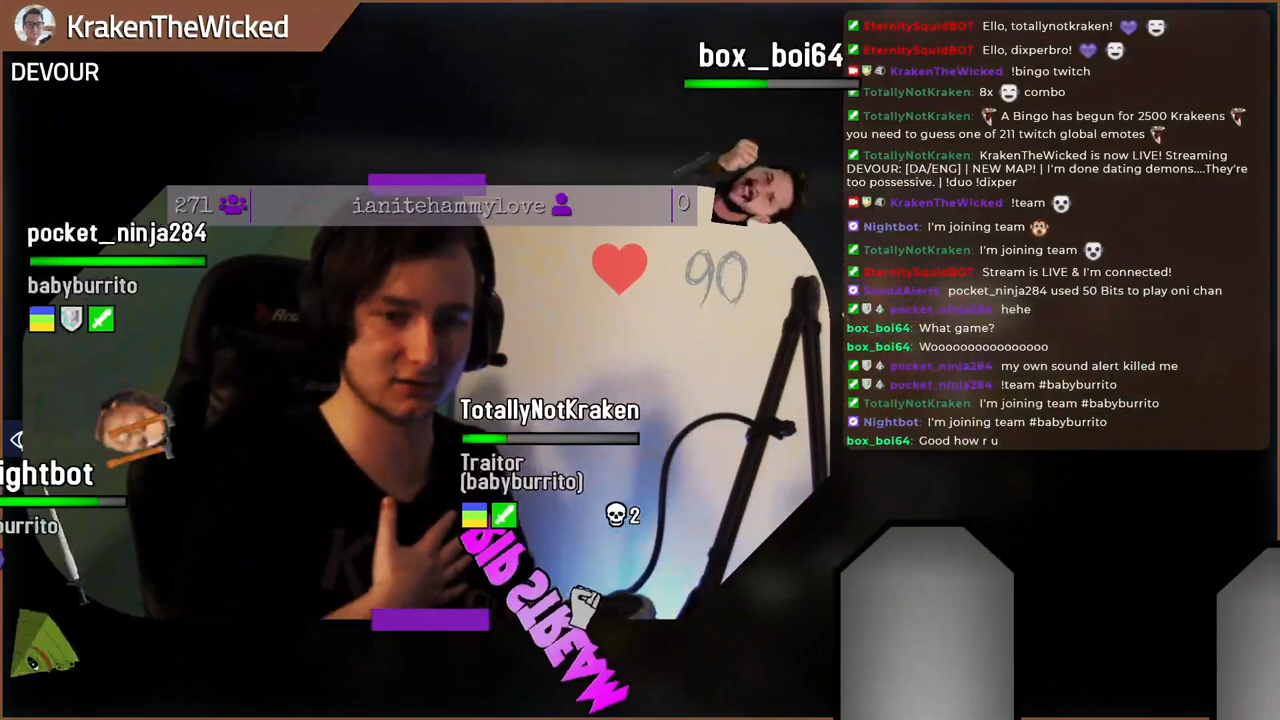 KrakenTheWicked
DEVOUR
box_boi64
271
ianitehammylove
0
pocket_ninja284
babyburrito
90
TotallyNotKraken
Traitor
(babyburrito)
2
ightbot
burrito
BIP STREAM
EternitySquidBOT Ello, totallynotkraken!
EternitySquidBOT Ello, dixperbro!
KrakenTheWicked !bingo twitch
TotallyNotKraken: 8x combo
TotallyNotKraken: A Bingo has begun for 2500 Krakeens
you need to guess one of 211 twitch global emotes
TotallyNotKraken: KrakenTheWicked is now LIVE! Streaming
DEVOUR: [DA/ENG] | NEW MAP! | I'm done dating demons....They're
too possessive. | !duo !dixper
KrakenTheWicked !team
Nightbot: I'm joining team
TotallyNotKraken: I'm joining team
EternitySquidBOT Stream is LIVE & I'm connected!
SoundAlerts pocket_ninja284 used 50 Bits to play oni chan
pocket_ninja284 hehe
box_boi64: What game?
box_boi64: Wooooooooooooooo
pocket_ninja284 my own sound alert killed me
pocket_ninja284 !team #babyburrito
TotallyNotKraken: I'm joining team #babyburrito
Nightbot: I'm joining team #babyburrito
box_boi64: Good how r u